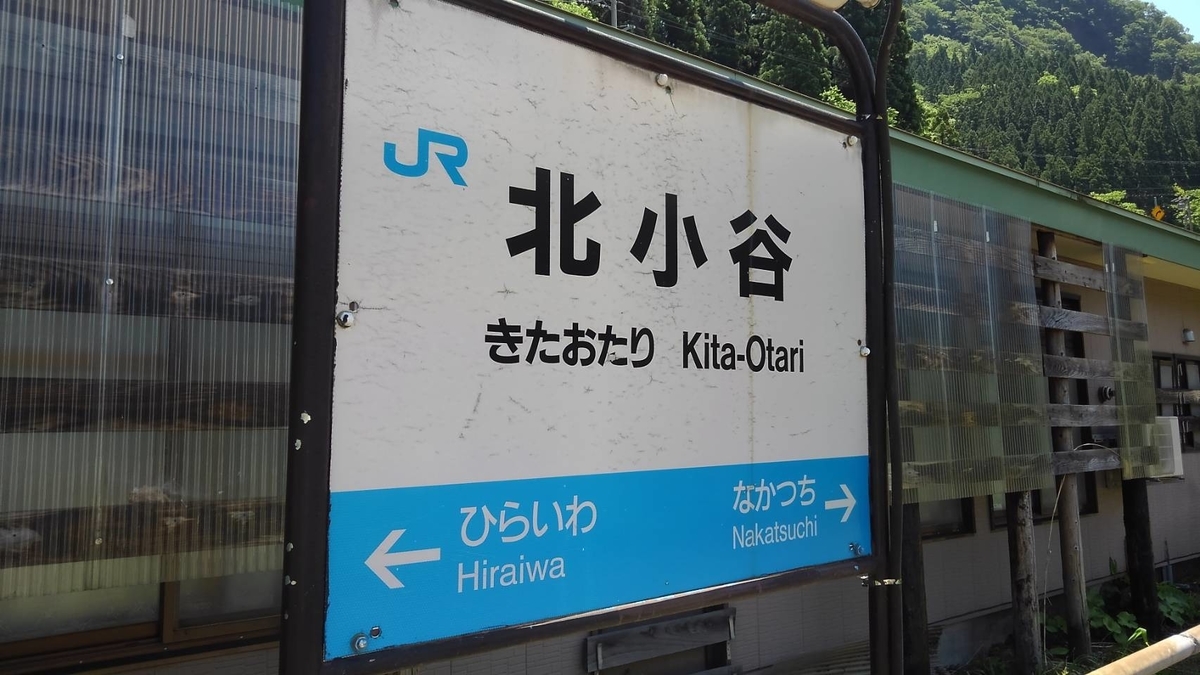 JR
北小谷
きたおたり Kita-Otari
← ひらいわ
Hiraiwa
なかつち →
Nakatsuchi